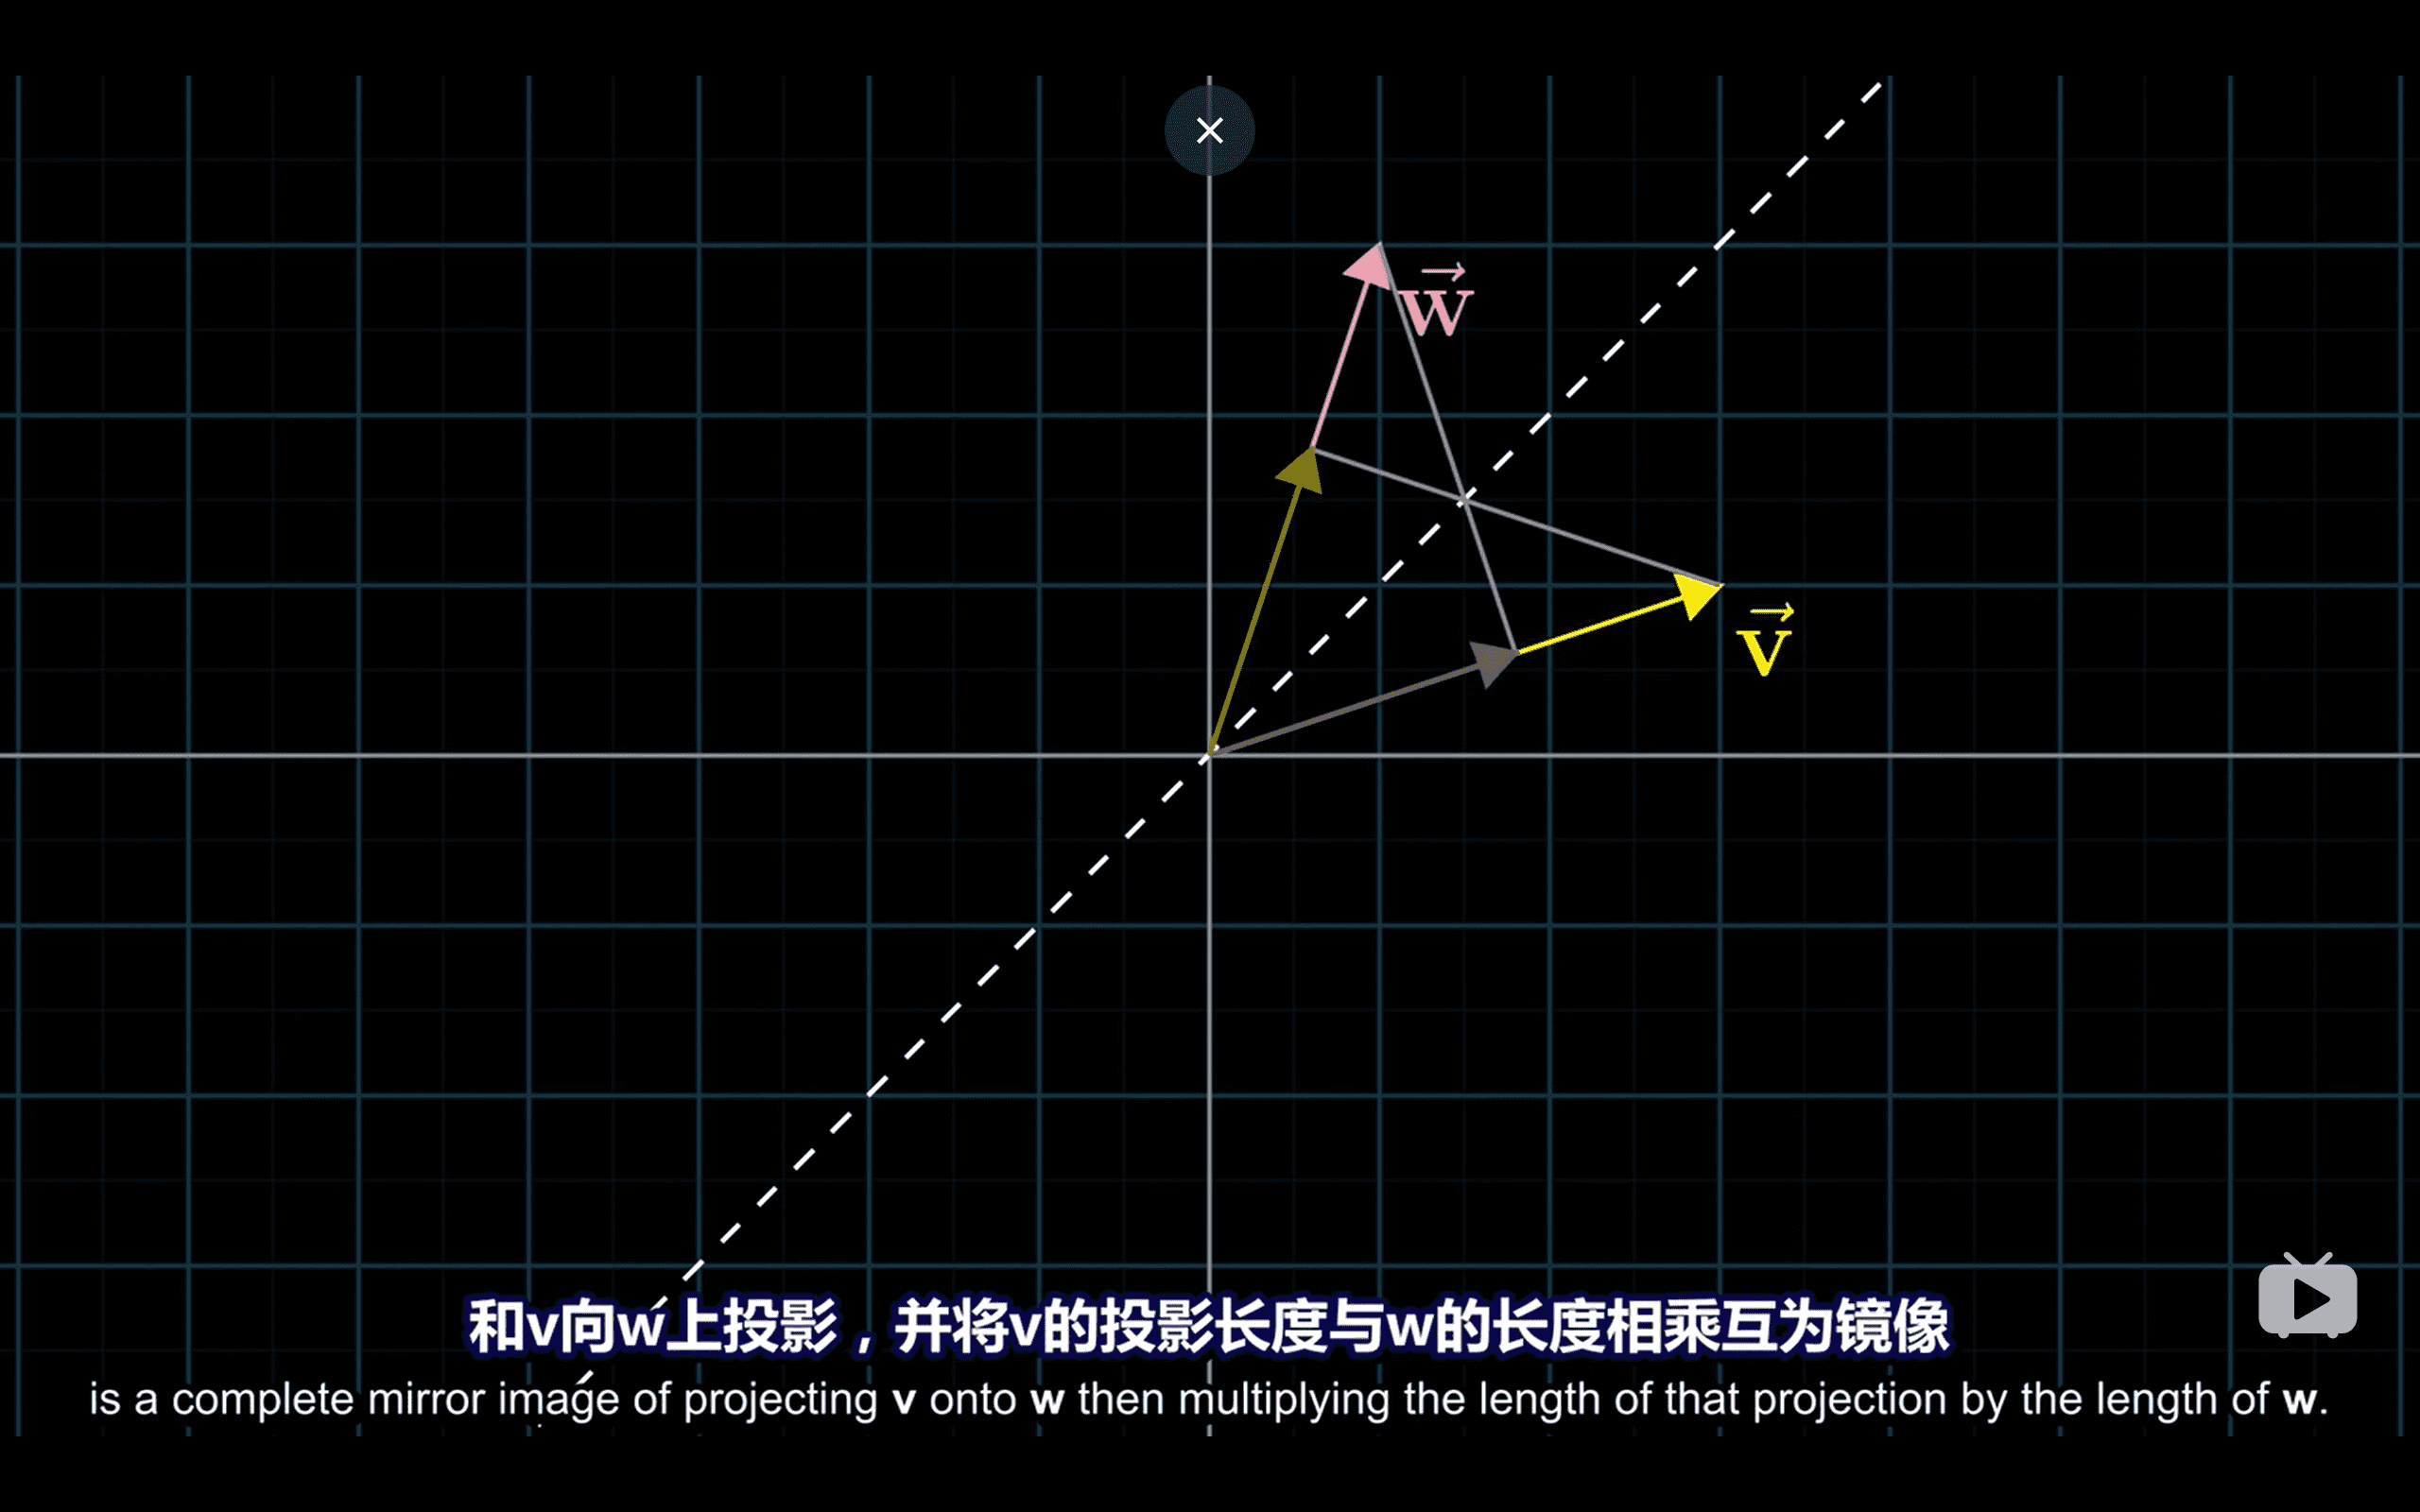 w
v
和v向w上投影，并将v的投影长度与w的长度相乘互为镜像
is a complete mirror image of projecting v onto w then multiplying the length of that projection by the length of w.